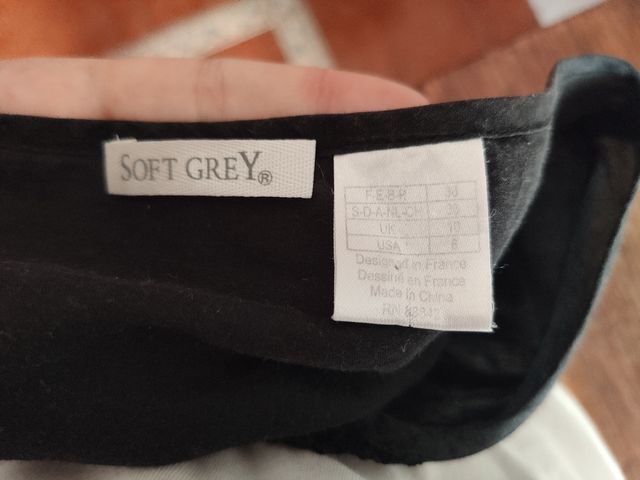 SOFT GREY®
F-E-B-P 38
S-D-A-NL-CH 36
UK 10
USA 6
Designed in France
Dessiné en France
Made in China
RN